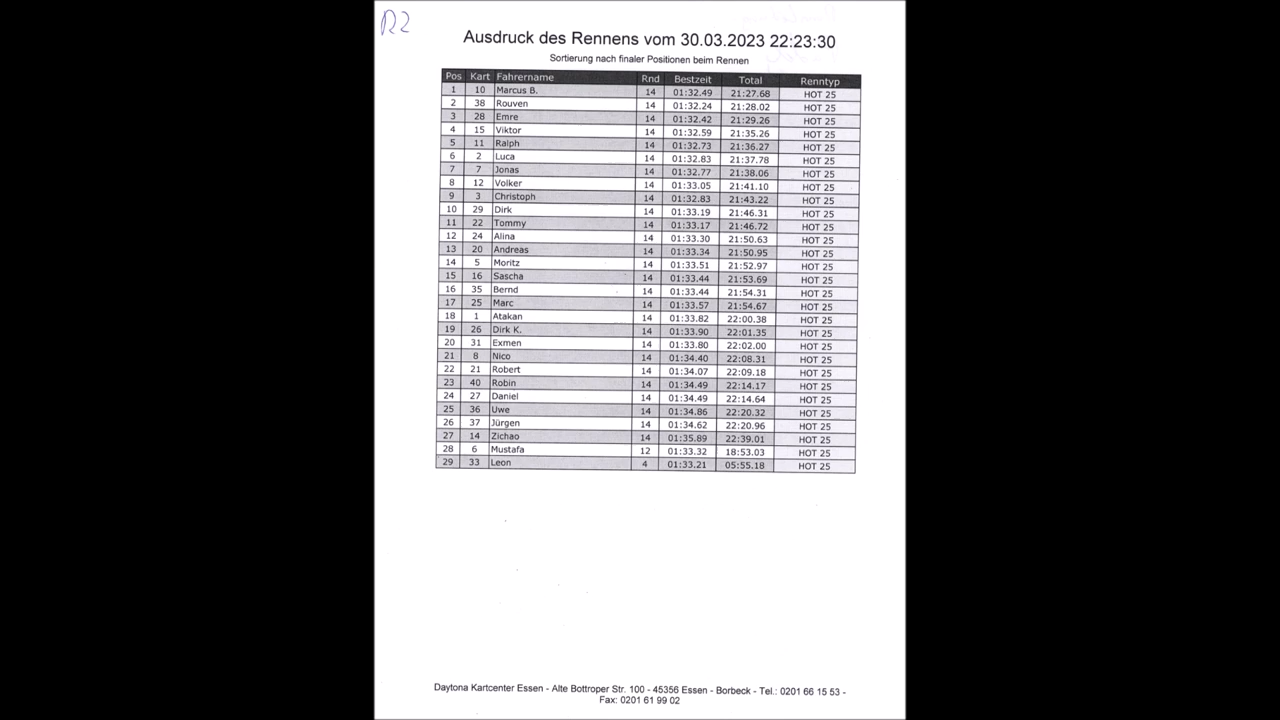 R2
Ausdruck des Rennens vom 30.03.2023 22:23:30
Sortierung nach finaler Positionen beim Rennen
Pos Kart Fahrername Rnd Bestzeit Total Renntyp
1 10 Marcus B. 14 01:32.49 21:27.68 HOT 25
2 38 Rouven 14 01:32.24 21:28.02 HOT 25
3 28 Emre 14 01:32.42 21:29.26 HOT 25
4 15 Viktor 14 01:32.59 21:35.26 HOT 25
5 11 Ralph 14 01:32.73 21:36.27 HOT 25
6 2 Luca 14 01:32.83 21:37.78 HOT 25
7 7 Jonas 14 01:32.77 21:38.06 HOT 25
8 12 Volker 14 01:33.05 21:41.10 HOT 25
9 3 Christoph 14 01:32.83 21:43.22 HOT 25
10 29 Dirk 14 01:33.19 21:46.31 HOT 25
11 22 Tommy 14 01:33.17 21:46.72 HOT 25
12 24 Alina 14 01:33.30 21:50.63 HOT 25
13 20 Andreas 14 01:33.34 21:50.95 HOT 25
14 5 Moritz 14 01:33.51 21:52.97 HOT 25
15 16 Sascha 14 01:33.44 21:53.69 HOT 25
16 35 Bernd 14 01:33.44 21:54.31 HOT 25
17 25 Marc 14 01:33.57 21:54.67 HOT 25
18 1 Atakan 14 01:33.82 22:00.38 HOT 25
19 26 Dirk K. 14 01:33.90 22:01.35 HOT 25
20 31 Exmen 14 01:33.80 22:02.00 HOT 25
21 8 Nico 14 01:34.40 22:08.31 HOT 25
22 21 Robert 14 01:34.07 22:09.18 HOT 25
23 40 Robin 14 01:34.49 22:14.17 HOT 25
24 27 Daniel 14 01:34.49 22:14.64 HOT 25
25 36 Uwe 14 01:34.86 22:20.32 HOT 25
26 37 Jürgen 14 01:34.62 22:20.96 HOT 25
27 14 Zichao 14 01:35.89 22:39.01 HOT 25
28 6 Mustafa 12 01:33.32 18:53.03 HOT 25
29 33 Leon 4 01:33.21 05:55.18 HOT 25
Daytona Kartcenter Essen - Alte Bottroper Str. 100 - 45356 Essen - Borbeck - Tel.: 0201 66 15 53 -
Fax: 0201 61 99 02